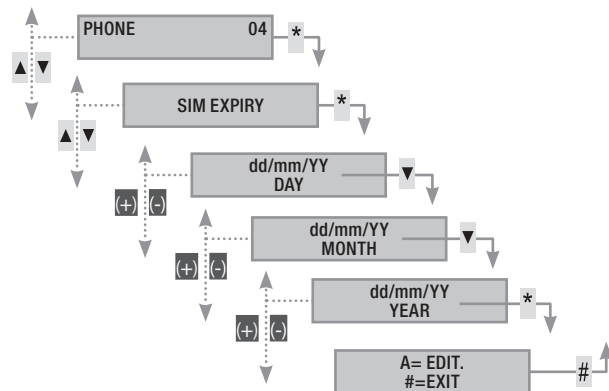 PHONE 04 *
▲ ▼
SIM EXPIRY *
▲ ▼
dd/mm/YY
DAY
▼
(+) (-)
dd/mm/YY
MONTH
▼
(+) (-)
dd/mm/YY
YEAR
*
(+) (-)
A= EDIT.
#=EXIT
#